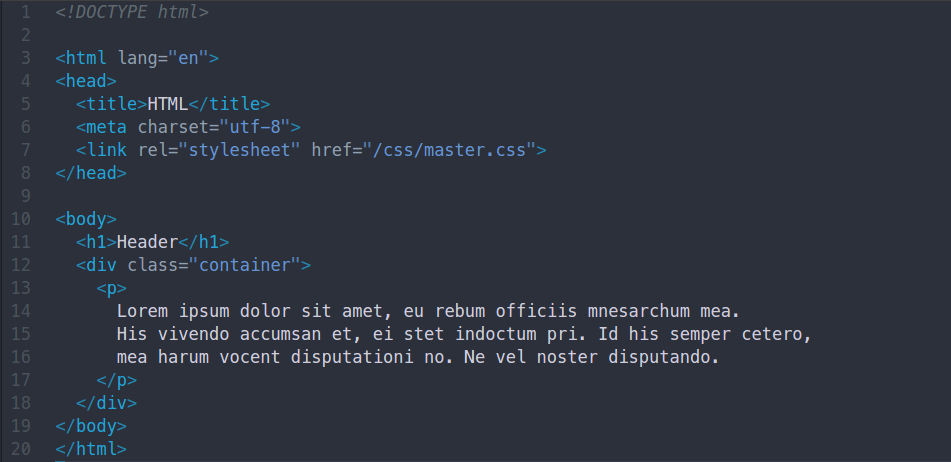 1 <!DOCTYPE html>
2
3 <html lang="en">
4 <head>
5 <title>HTML</title>
6 <meta charset="utf-8">
7 <link rel="stylesheet" href="/css/master.css">
8 </head>
9
10 <body>
11 <h1>Header</h1>
12 <div class="container">
13 <p>
14 Lorem ipsum dolor sit amet, eu rebum officiis mnesarchum mea.
15 His vivendo accumsan et, ei stet indoctum pri. Id his semper cetero,
16 mea harum vocent disputationi no. Ne vel noster disputando.
17 </p>
18 </div>
19 </body>
20 </html>